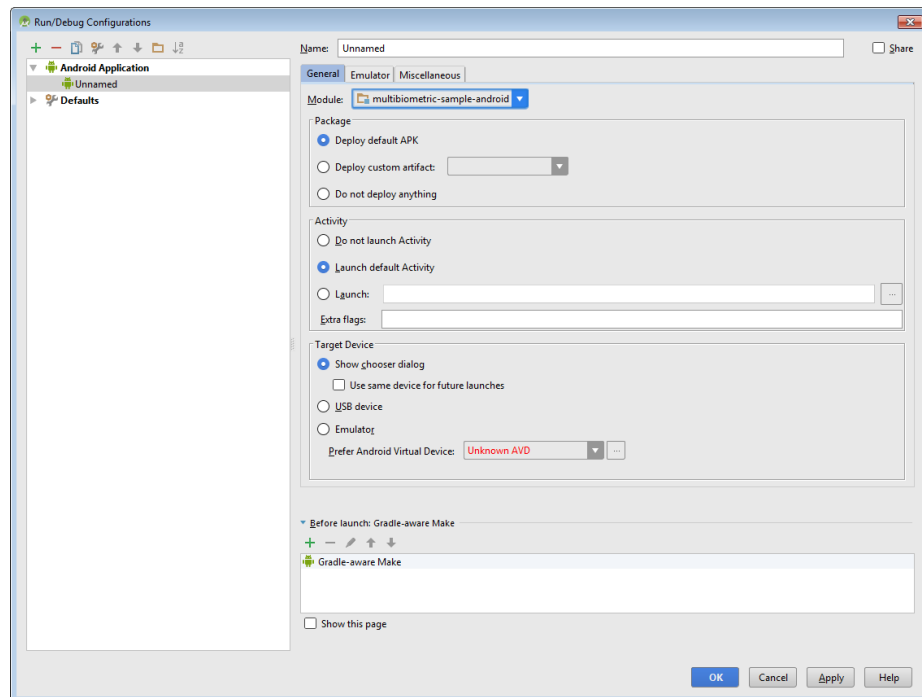 Run/Debug Configurations
Name: Unnamed
Share
Android Application
Unnamed
Defaults
General Emulator Miscellaneous
Module: multibiometric-sample-android
Package
Deploy default APK
Deploy custom artifact:
Do not deploy anything
Activity
Do not launch Activity
Launch default Activity
Launch:
...
Extra flags:
Target Device
Show chooser dialog
Use same device for future launches
USB device
Emulator
Prefer Android Virtual Device: Unknown AVD
...
Before launch: Gradle-aware Make
Gradle-aware Make
Show this page
OK Cancel Apply Help